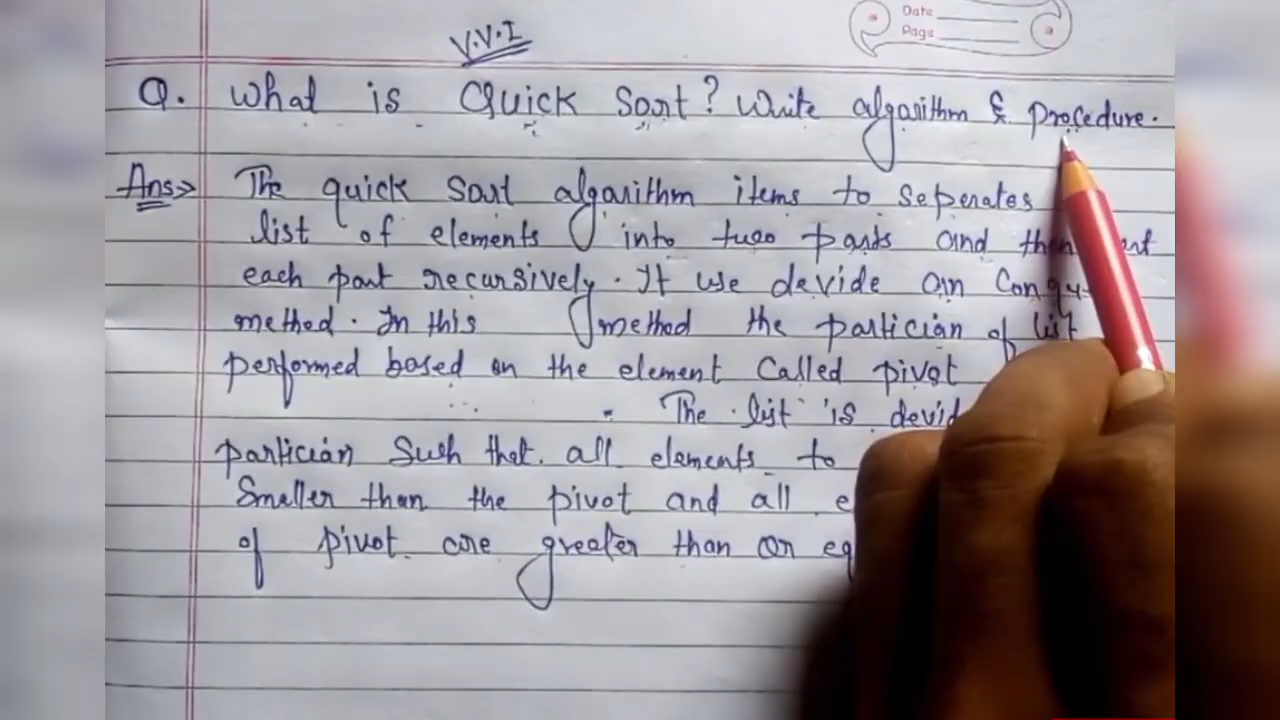 Date
Page
V.V.I
Q. What is Quick Sort? Write algorithm & procedure.
Ans> The quick sort algorithm items to seperates
list of elements into two parts and then
each part recursively. It use devide an
method. In this method the partician of list
performed based on the element called pivot
The list is
partician Such that all elements to
Smaller than the pivot and all
of pivot are greater than or